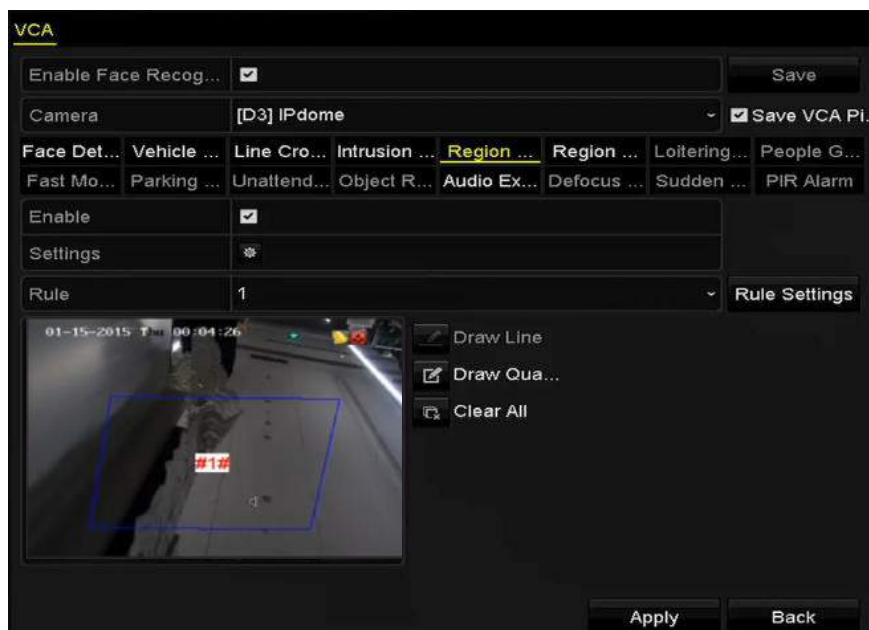 VCA
Enable Face Recog... Save
Camera [D3] IPdome Save VCA Pi.
Face Det... Vehicle ... Line Cro... Intrusion ... Region ... Region ... Loitering... People G...
Fast Mo... Parking ... Unattend... Object R... Audio Ex... Defocus ... Sudden ... PIR Alarm
Enable
Settings
Rule 1 Rule Settings
01-15-2015 Thu 00:04:26
Draw Line
Draw Qua...
Clear All
#1#
Apply Back